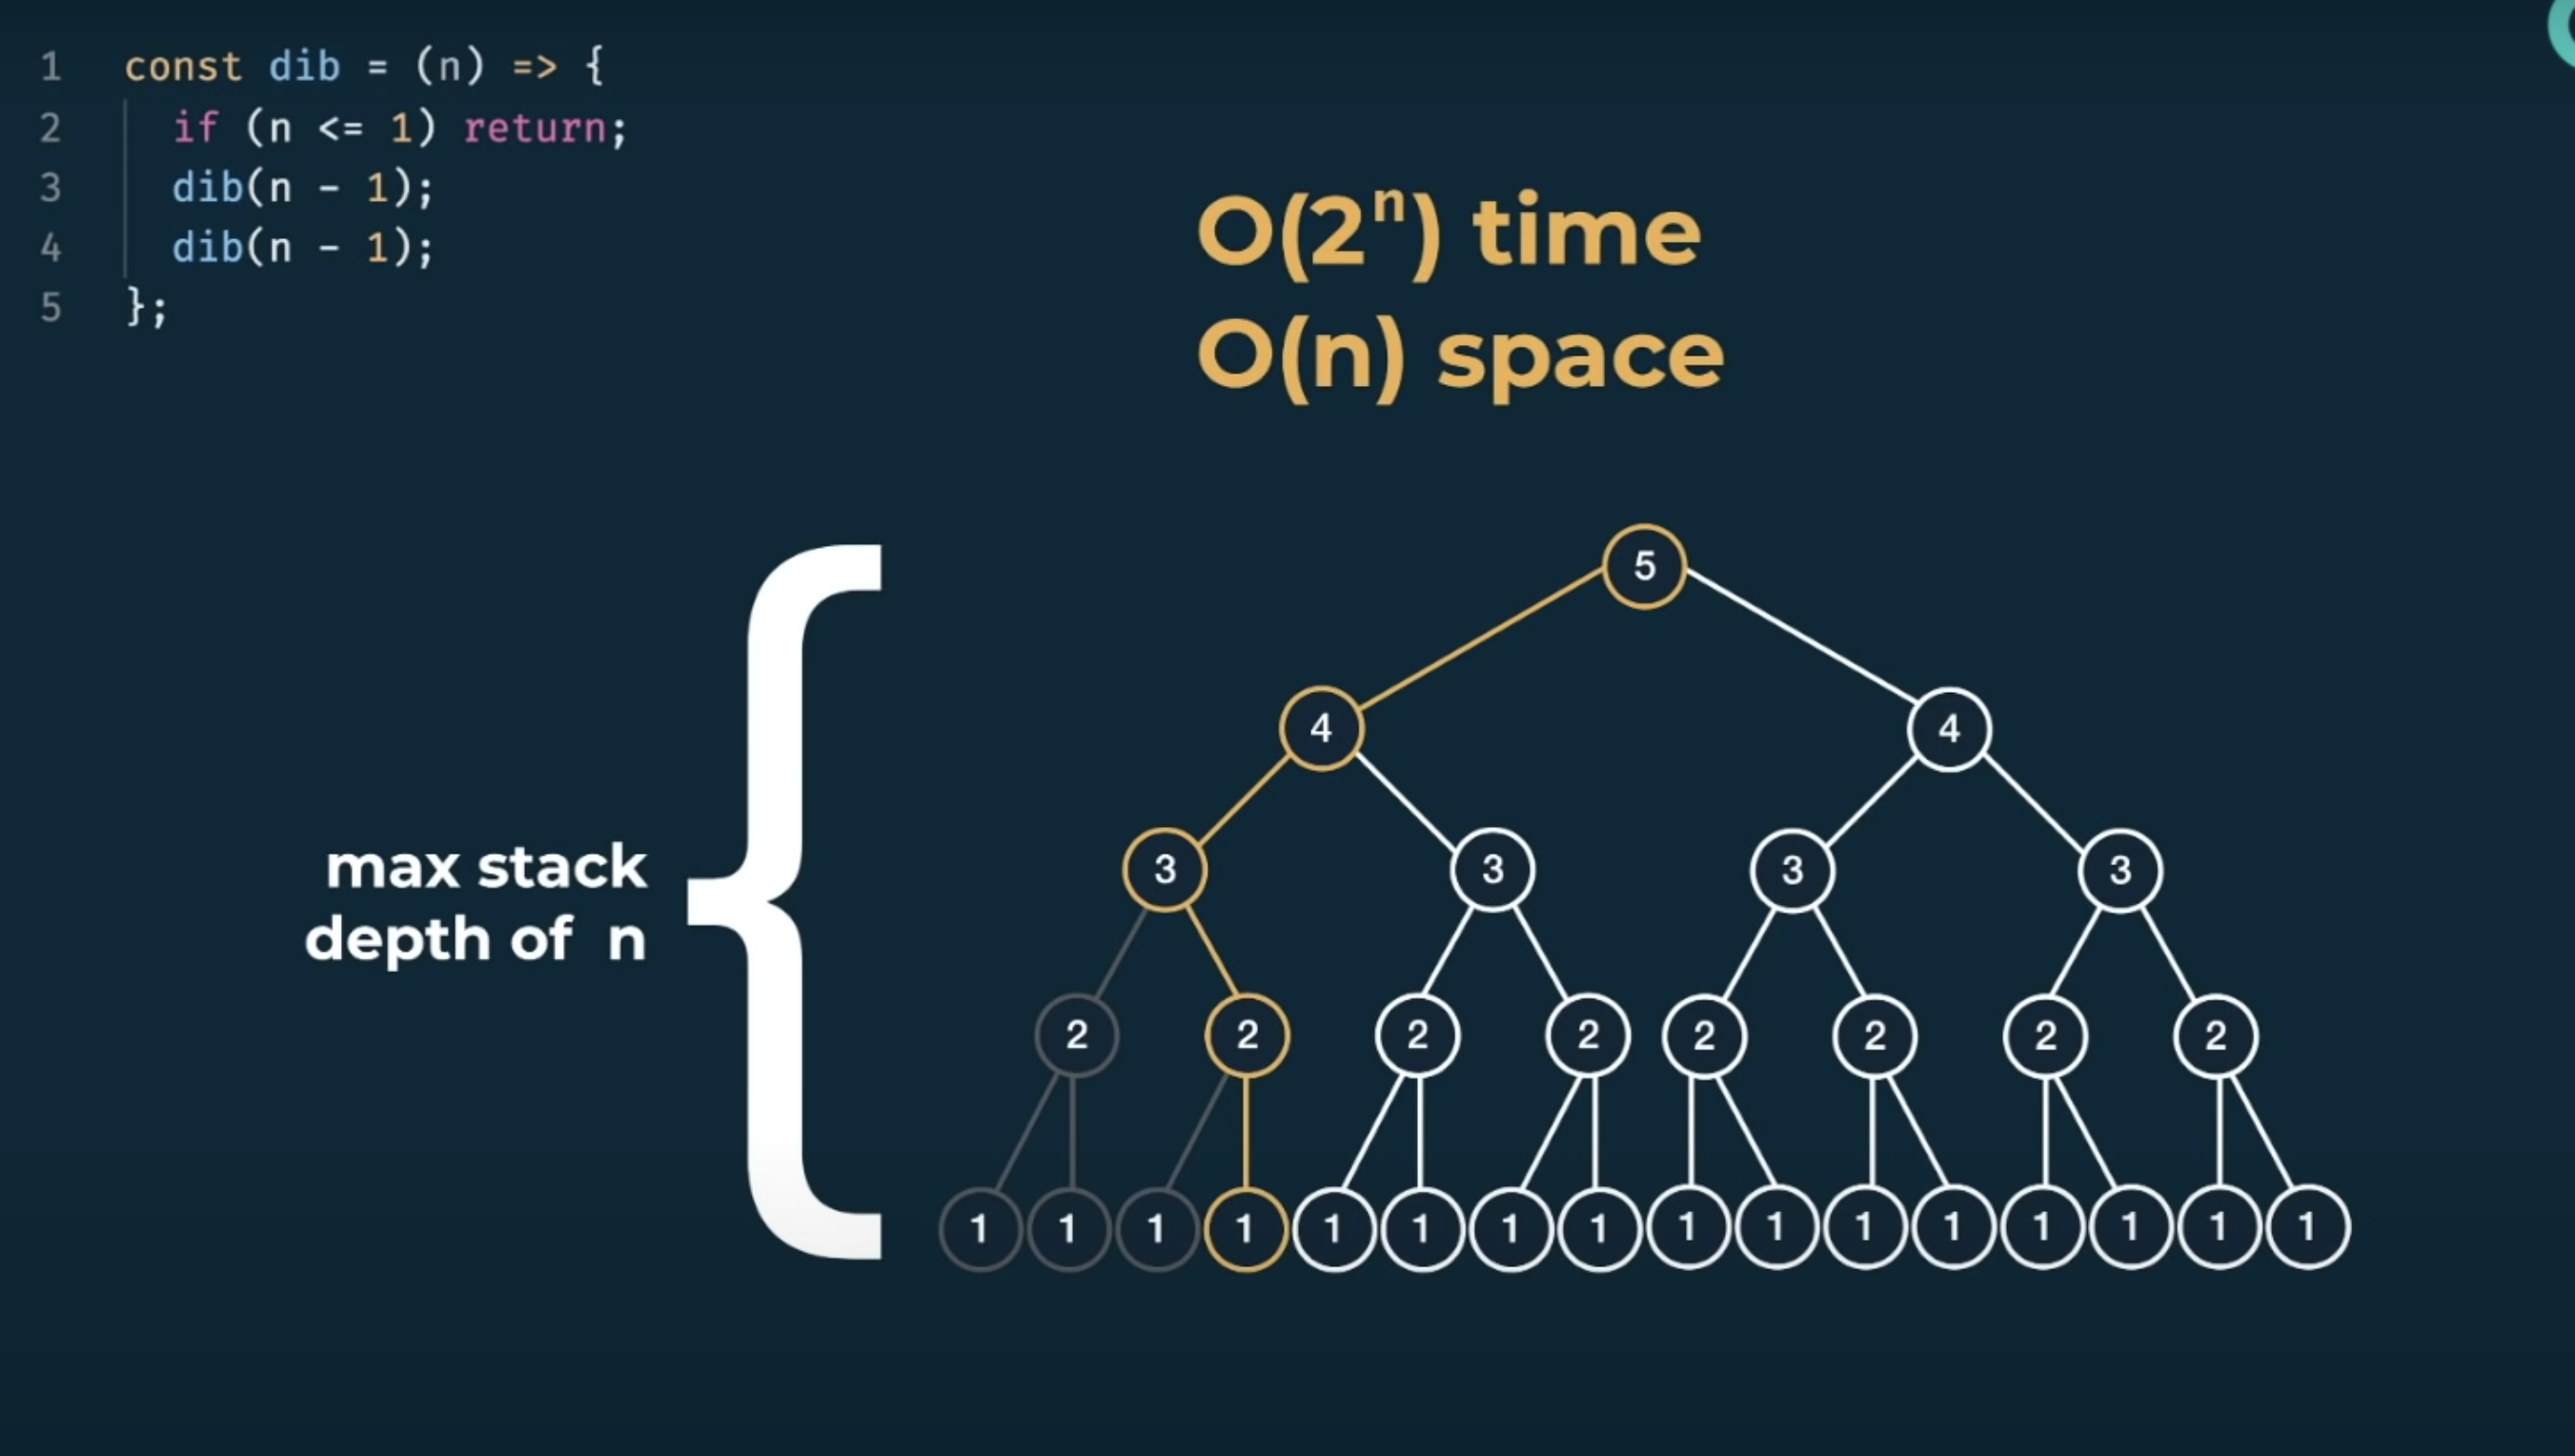 1 const dib = (n) => {
2 if (n <= 1) return;
3 dib(n - 1);
4 dib(n - 1);
5 };
O(2ⁿ) time
O(n) space
max stack
depth of n
5
4 4
3 3 3 3
2 2 2 2 2 2 2 2
1 1 1 1 1 1 1 1 1 1 1 1 1 1 1 1